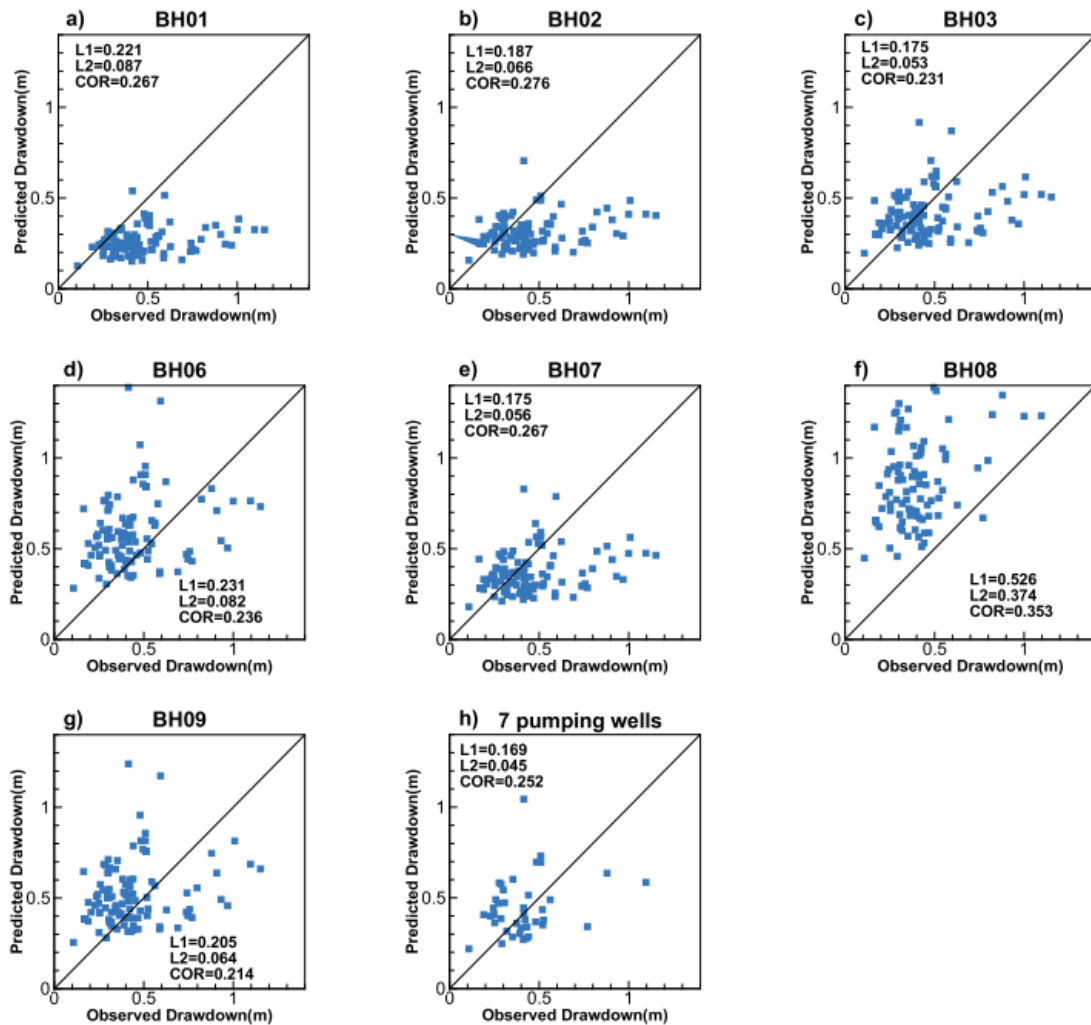 a) BH01
L1=0.221
L2=0.087
COR=0.267
Predicted Drawdown(m)
1
0.5
0
0 0.5 1
Observed Drawdown(m)
b) BH02
L1=0.187
L2=0.066
COR=0.276
Predicted Drawdown(m)
1
0.5
0
0 0.5 1
Observed Drawdown(m)
c) BH03
L1=0.175
L2=0.053
COR=0.231
Predicted Drawdown(m)
1
0.5
0
0 0.5 1
Observed Drawdown(m)
d) BH06
L1=0.231
L2=0.082
COR=0.236
Predicted Drawdown(m)
1
0.5
0
0 0.5 1
Observed Drawdown(m)
e) BH07
L1=0.175
L2=0.056
COR=0.267
Predicted Drawdown(m)
1
0.5
0
0 0.5 1
Observed Drawdown(m)
f) BH08
L1=0.526
L2=0.374
COR=0.353
Predicted Drawdown(m)
1
0.5
0
0 0.5 1
Observed Drawdown(m)
g) BH09
L1=0.205
L2=0.064
COR=0.214
Predicted Drawdown(m)
1
0.5
0
0 0.5 1
Observed Drawdown(m)
h) 7 pumping wells
L1=0.169
L2=0.045
COR=0.252
Predicted Drawdown(m)
1
0.5
0
0 0.5 1
Observed Drawdown(m)